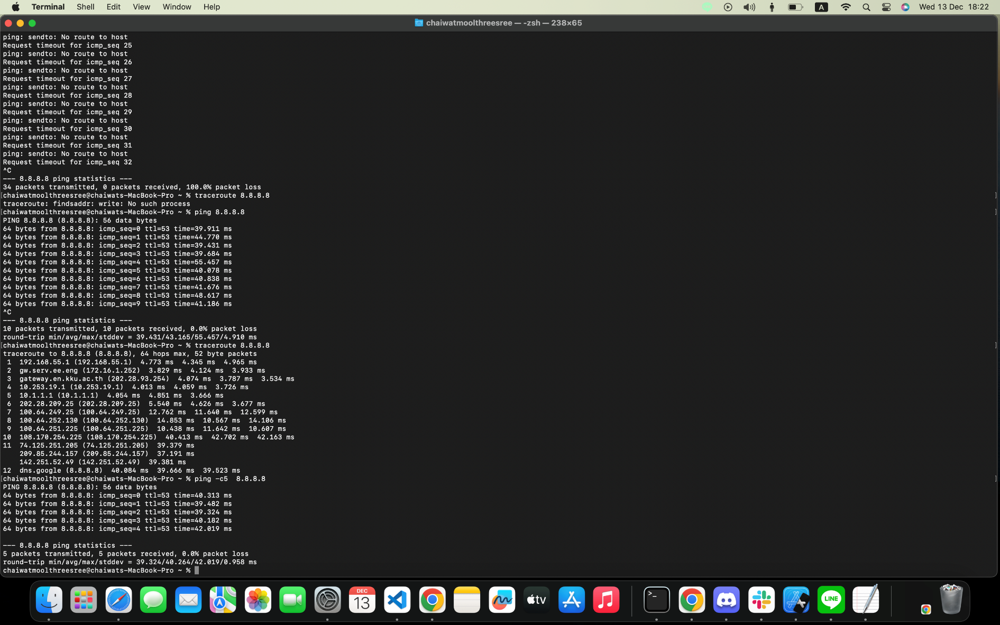 Terminal Shell Edit View Window Help A Wed 13 Dec 18:22
chaiwatmoolthreesree — -zsh — 238×65
ping: sendto: No route to host
Request timeout for icmp_seq 25
ping: sendto: No route to host
Request timeout for icmp_seq 26
ping: sendto: No route to host
Request timeout for icmp_seq 27
ping: sendto: No route to host
Request timeout for icmp_seq 28
ping: sendto: No route to host
Request timeout for icmp_seq 29
ping: sendto: No route to host
Request timeout for icmp_seq 30
ping: sendto: No route to host
Request timeout for icmp_seq 31
ping: sendto: No route to host
Request timeout for icmp_seq 32
^C
--- 8.8.8.8 ping statistics ---
34 packets transmitted, 0 packets received, 100.0% packet loss
[chaiwatmoolthreesree@chaiwats-MacBook-Pro ~ % traceroute 8.8.8.8 ]
traceroute: findsaddr: write: No such process
[chaiwatmoolthreesree@chaiwats-MacBook-Pro ~ % ping 8.8.8.8 ]
PING 8.8.8.8 (8.8.8.8): 56 data bytes
64 bytes from 8.8.8.8: icmp_seq=0 ttl=53 time=39.911 ms
64 bytes from 8.8.8.8: icmp_seq=1 ttl=53 time=44.770 ms
64 bytes from 8.8.8.8: icmp_seq=2 ttl=53 time=39.431 ms
64 bytes from 8.8.8.8: icmp_seq=3 ttl=53 time=39.684 ms
64 bytes from 8.8.8.8: icmp_seq=4 ttl=53 time=55.457 ms
64 bytes from 8.8.8.8: icmp_seq=5 ttl=53 time=40.078 ms
64 bytes from 8.8.8.8: icmp_seq=6 ttl=53 time=40.838 ms
64 bytes from 8.8.8.8: icmp_seq=7 ttl=53 time=41.676 ms
64 bytes from 8.8.8.8: icmp_seq=8 ttl=53 time=48.617 ms
64 bytes from 8.8.8.8: icmp_seq=9 ttl=53 time=41.186 ms
^C
--- 8.8.8.8 ping statistics ---
10 packets transmitted, 10 packets received, 0.0% packet loss
round-trip min/avg/max/stddev = 39.431/43.165/55.457/4.910 ms
[chaiwatmoolthreesree@chaiwats-MacBook-Pro ~ % traceroute 8.8.8.8 ]
traceroute to 8.8.8.8 (8.8.8.8), 64 hops max, 52 byte packets
1 192.168.55.1 (192.168.55.1) 4.773 ms 4.345 ms 4.965 ms
2 gw.serv.ee.eng (172.16.1.252) 3.829 ms 4.124 ms 3.933 ms
3 gateway.en.kku.ac.th (202.28.93.254) 4.074 ms 3.787 ms 3.534 ms
4 10.253.19.1 (10.253.19.1) 4.013 ms 4.059 ms 3.726 ms
5 10.1.1.1 (10.1.1.1) 4.054 ms 4.851 ms 3.666 ms
6 202.28.209.25 (202.28.209.25) 5.540 ms 4.626 ms 3.677 ms
7 100.64.249.25 (100.64.249.25) 12.762 ms 11.640 ms 12.599 ms
8 100.64.252.130 (100.64.252.130) 14.853 ms 10.567 ms 14.106 ms
9 100.64.251.225 (100.64.251.225) 10.438 ms 11.642 ms 10.607 ms
10 108.170.254.225 (108.170.254.225) 40.413 ms 42.702 ms 42.163 ms
11 74.125.251.205 (74.125.251.205) 39.379 ms
209.85.244.157 (209.85.244.157) 37.191 ms
142.251.52.49 (142.251.52.49) 39.381 ms
12 dns.google (8.8.8.8) 40.084 ms 39.666 ms 39.523 ms
[chaiwatmoolthreesree@chaiwats-MacBook-Pro ~ % ping -c5  8.8.8.8 ]
PING 8.8.8.8 (8.8.8.8): 56 data bytes
64 bytes from 8.8.8.8: icmp_seq=0 ttl=53 time=40.313 ms
64 bytes from 8.8.8.8: icmp_seq=1 ttl=53 time=39.482 ms
64 bytes from 8.8.8.8: icmp_seq=2 ttl=53 time=39.324 ms
64 bytes from 8.8.8.8: icmp_seq=3 ttl=53 time=40.182 ms
64 bytes from 8.8.8.8: icmp_seq=4 ttl=53 time=42.019 ms
--- 8.8.8.8 ping statistics ---
5 packets transmitted, 5 packets received, 0.0% packet loss
round-trip min/avg/max/stddev = 39.324/40.264/42.019/0.958 ms
chaiwatmoolthreesree@chaiwats-MacBook-Pro ~ %
DEC
13
tv
>_
LINE